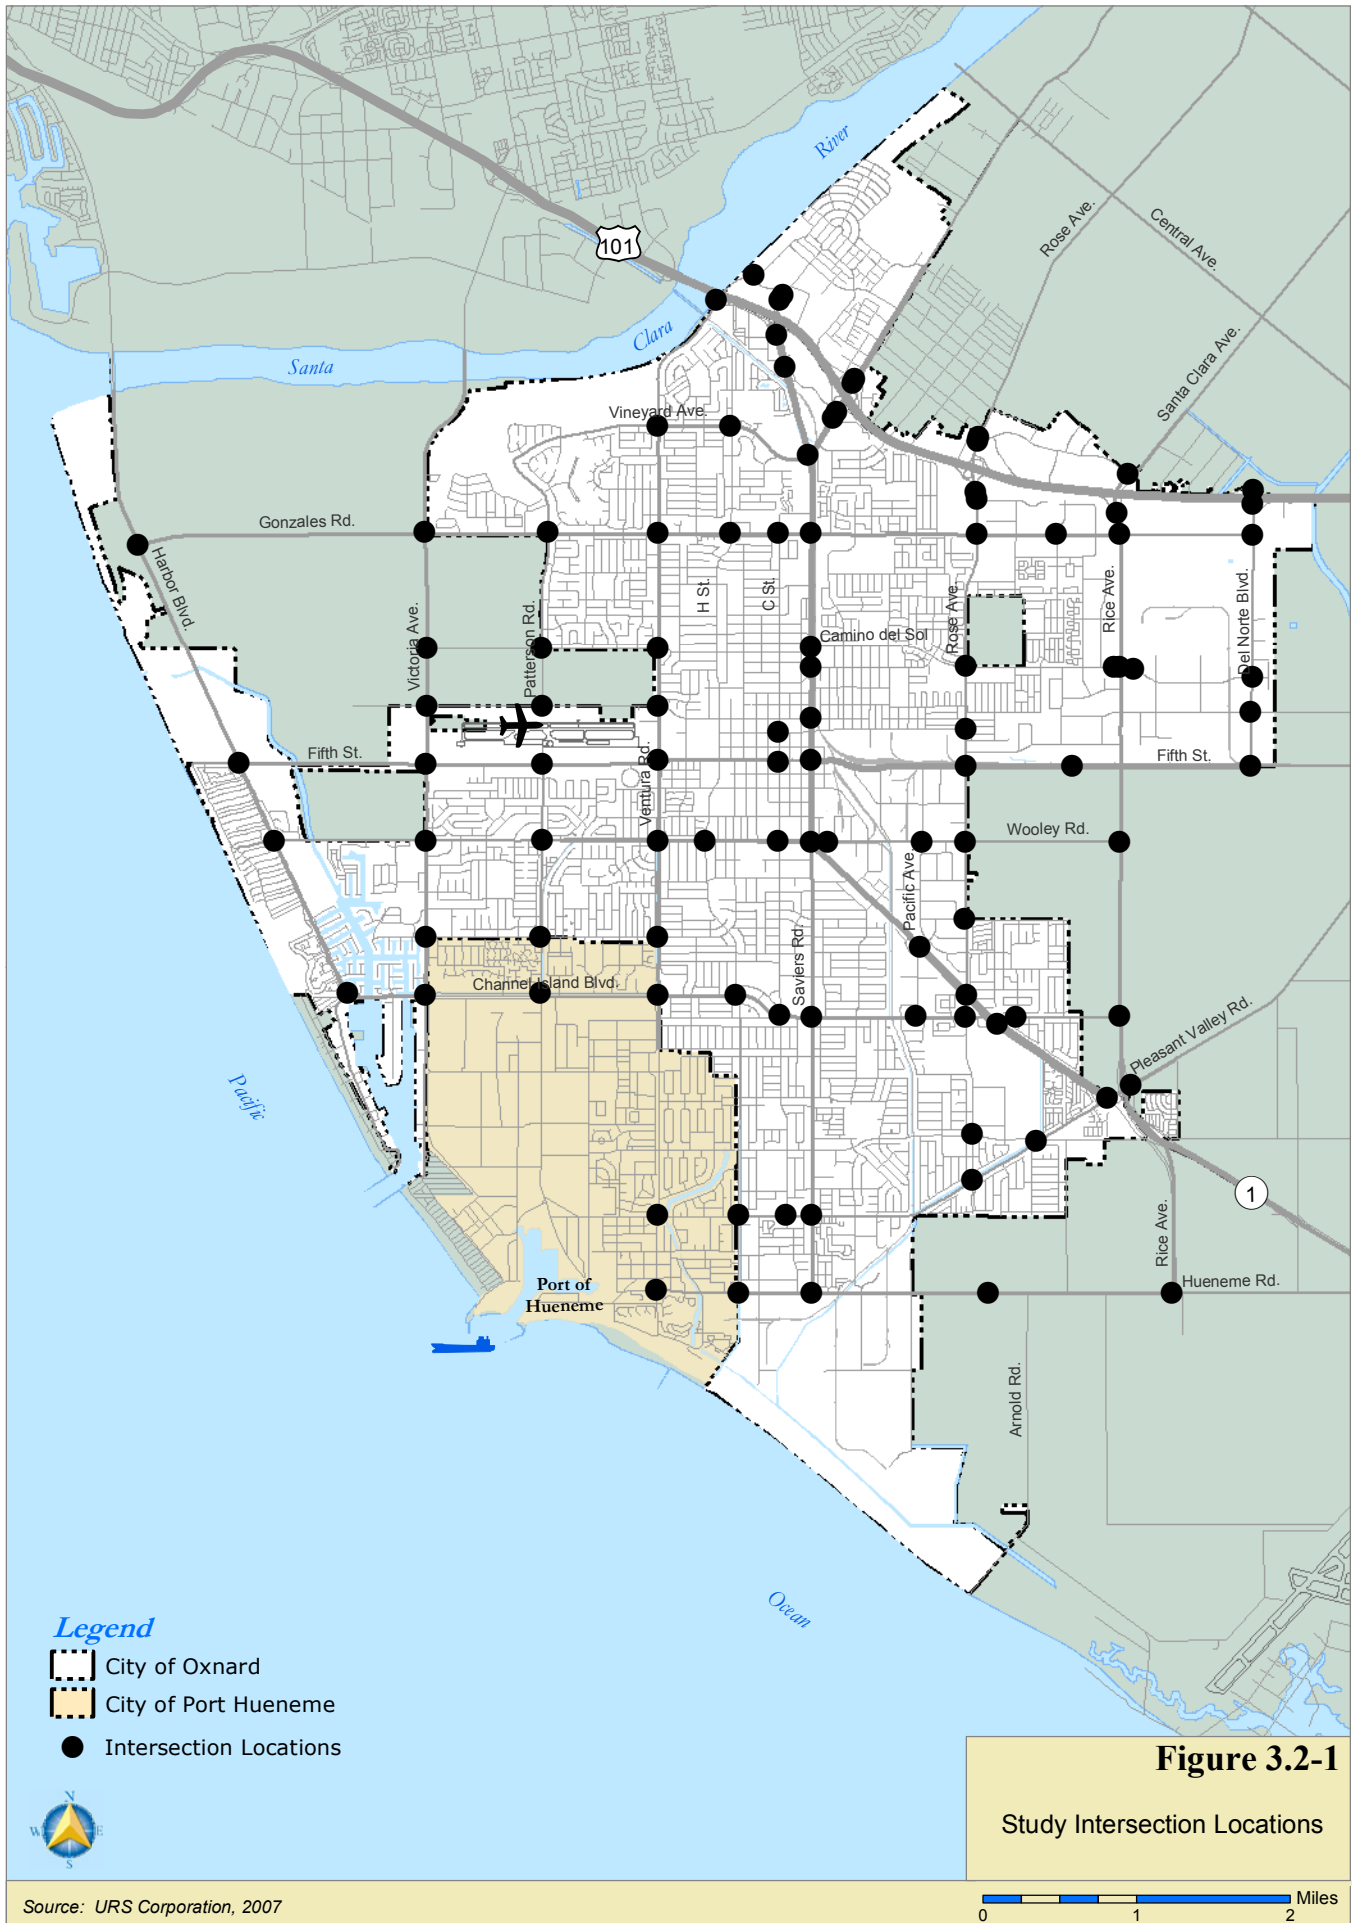 River
Rose Ave.
Central Ave.
101
Clara
Santa
Santa Clara Ave.
Vineyard Ave.
Gonzales Rd.
Harbor Blvd.
H St.
C St.
Victoria Ave.
Patterson Rd.
Camino del Sol
Rose Ave.
Rice Ave.
Del Norte Blvd.
Fifth St.
Ventura Rd.
Fifth St.
Wooley Rd.
Pacific Ave.
Saviers Rd.
Channel Island Blvd.
Pleasant Valley Rd.
Pacific
1
Rice Ave.
Port of
Hueneme
Hueneme Rd.
Arnold Rd.
Ocean
Legend
City of Oxnard
City of Port Hueneme
Intersection Locations
N
W E
S
Figure 3.2-1
Study Intersection Locations
Source: URS Corporation, 2007
Miles
0 1 2